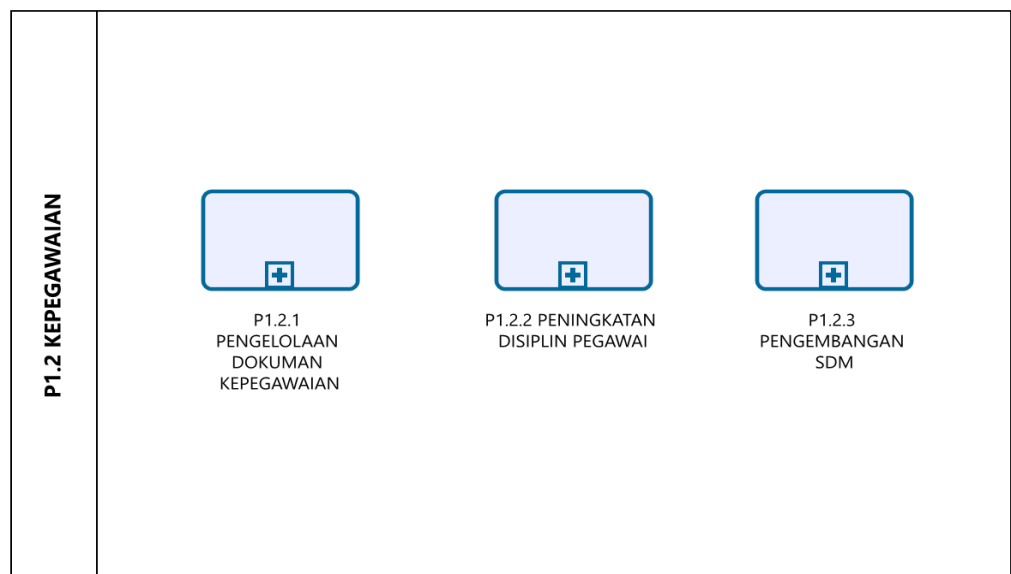 P1.2 KEPEGAWAIAN
P1.2.1
PENGELOLAAN
DOKUMAN
KEPEGAWAIAN
P1.2.2 PENINGKATAN
DISIPLIN PEGAWAI
P1.2.3
PENGEMBANGAN
SDM